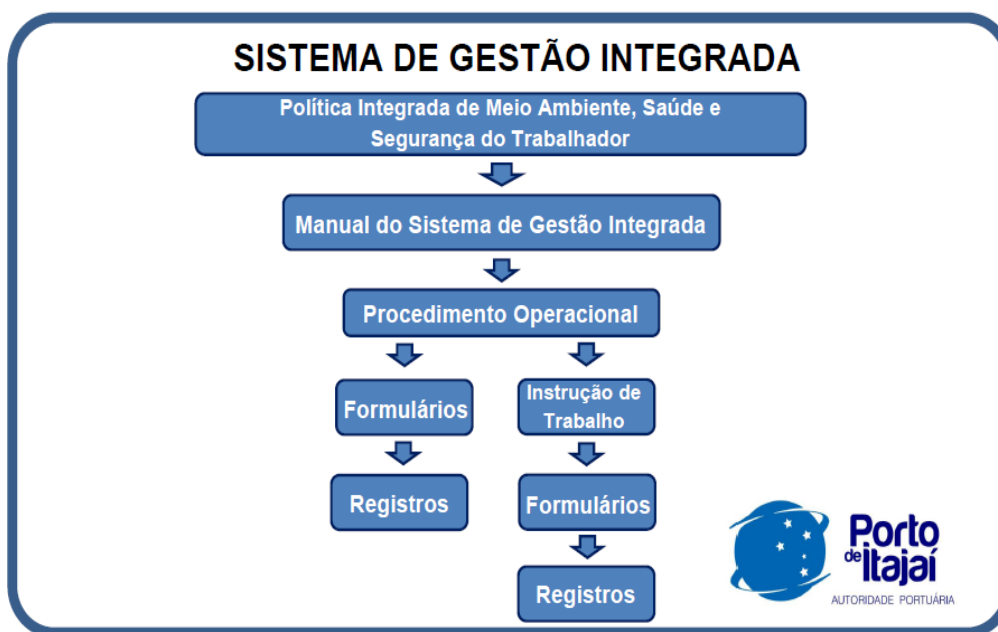 SISTEMA DE GESTÃO INTEGRADA
Política Integrada de Meio Ambiente, Saúde e
Segurança do Trabalhador
Manual do Sistema de Gestão Integrada
Procedimento Operacional
Formulários
Registros
Instrução de
Trabalho
Formulários
Registros
Porto
de Itajaí
AUTORIDADE PORTUÁRIA